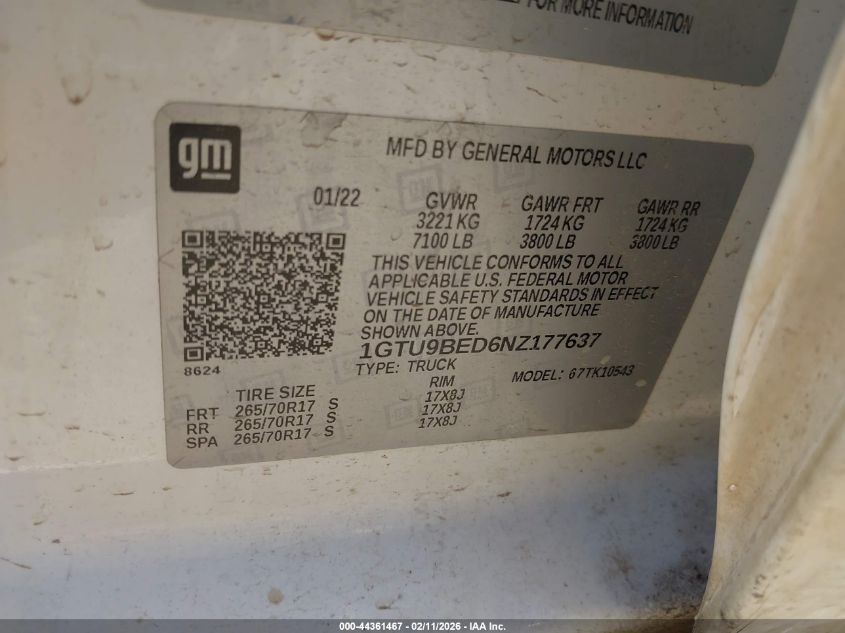 FOR MORE INFORMATION
gm
MFD BY GENERAL MOTORS LLC
01/22 GVWR GAWR FRT GAWR RR
3221 KG 1724 KG 1724 KG
7100 LB 3800 LB 3800 LB
THIS VEHICLE CONFORMS TO ALL
APPLICABLE U.S. FEDERAL MOTOR
VEHICLE SAFETY STANDARDS IN EFFECT
ON THE DATE OF MANUFACTURE
SHOWN ABOVE.
1GTU9BED6NZ177637
8624
TYPE: TRUCK MODEL: 67TK10543
TIRE SIZE RIM
FRT 265/70R17 S 17X8J
RR 265/70R17 S 17X8J
SPA 265/70R17 S 17X8J
000-44361467 - 02/11/2026 - IAA Inc.